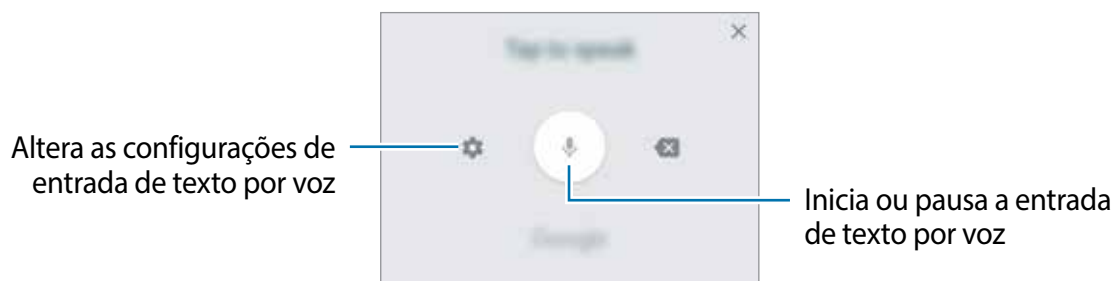 Tap to speak
Altera as configurações de
entrada de texto por voz
Inicia ou pausa a entrada
de texto por voz
Google